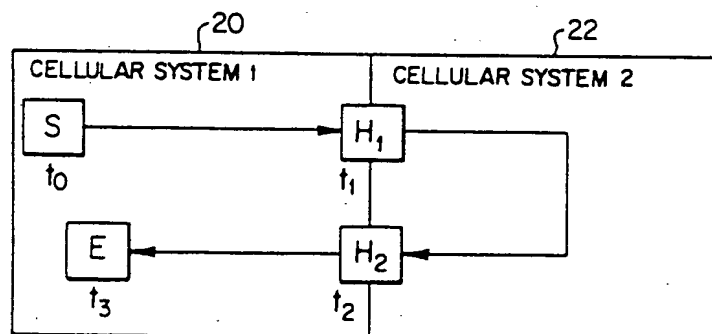 20
22
CELLULAR SYSTEM 1
CELLULAR SYSTEM 2
S
H₁
t₀
t₁
E
H₂
t₃
t₂